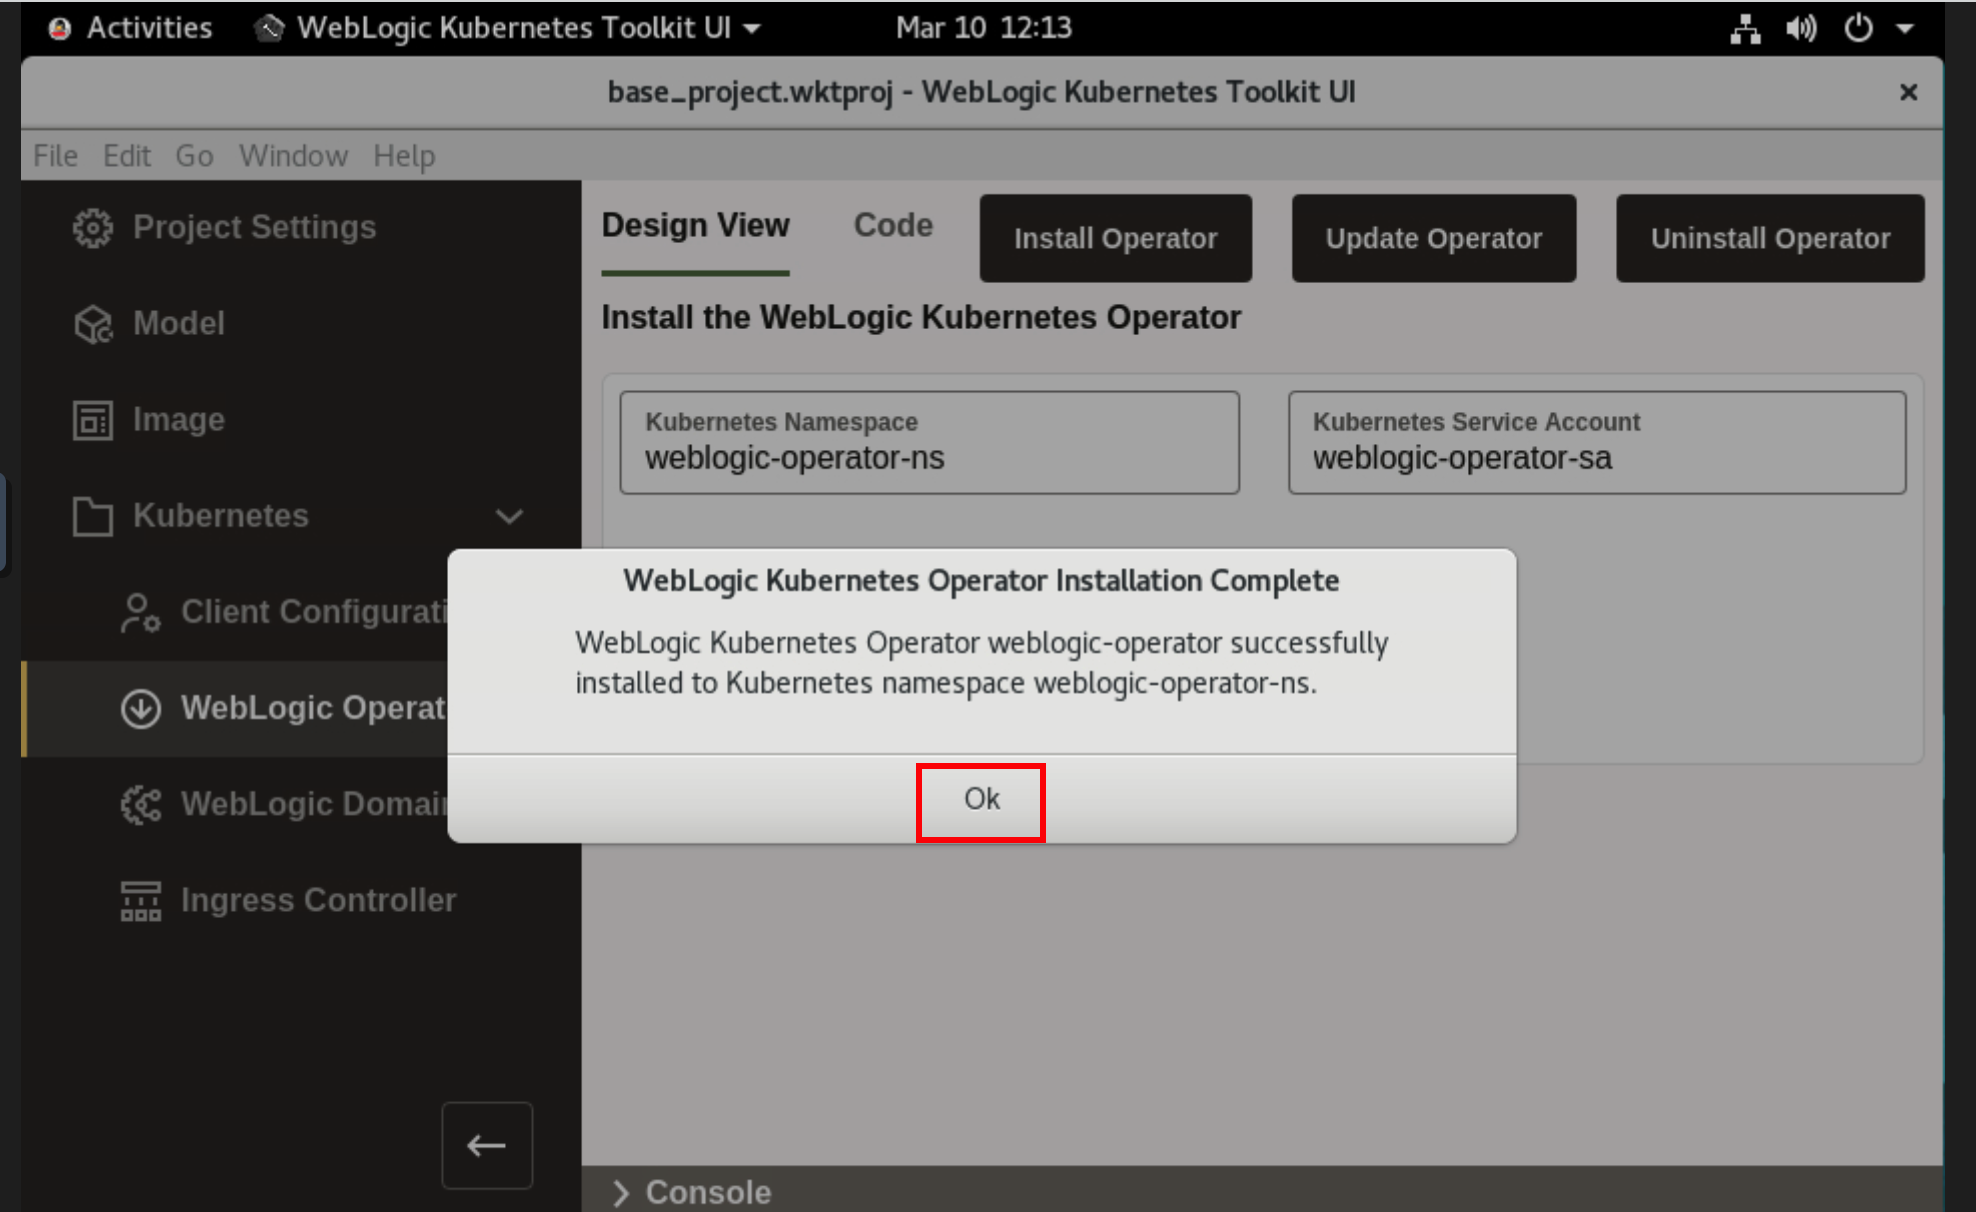 Activities
WebLogic Kubernetes Toolkit UI
Mar 10 12:13
base_project.wktproj - WebLogic Kubernetes Toolkit UI
File Edit Go Window Help
Project Settings
Model
Image
Kubernetes
Client Configurati
WebLogic Operat
WebLogic Domain
Ingress Controller
Design View
Code
Install Operator
Update Operator
Uninstall Operator
Install the WebLogic Kubernetes Operator
Kubernetes Namespace
weblogic-operator-ns
Kubernetes Service Account
weblogic-operator-sa
WebLogic Kubernetes Operator Installation Complete
WebLogic Kubernetes Operator weblogic-operator successfully
installed to Kubernetes namespace weblogic-operator-ns.
Ok
Console